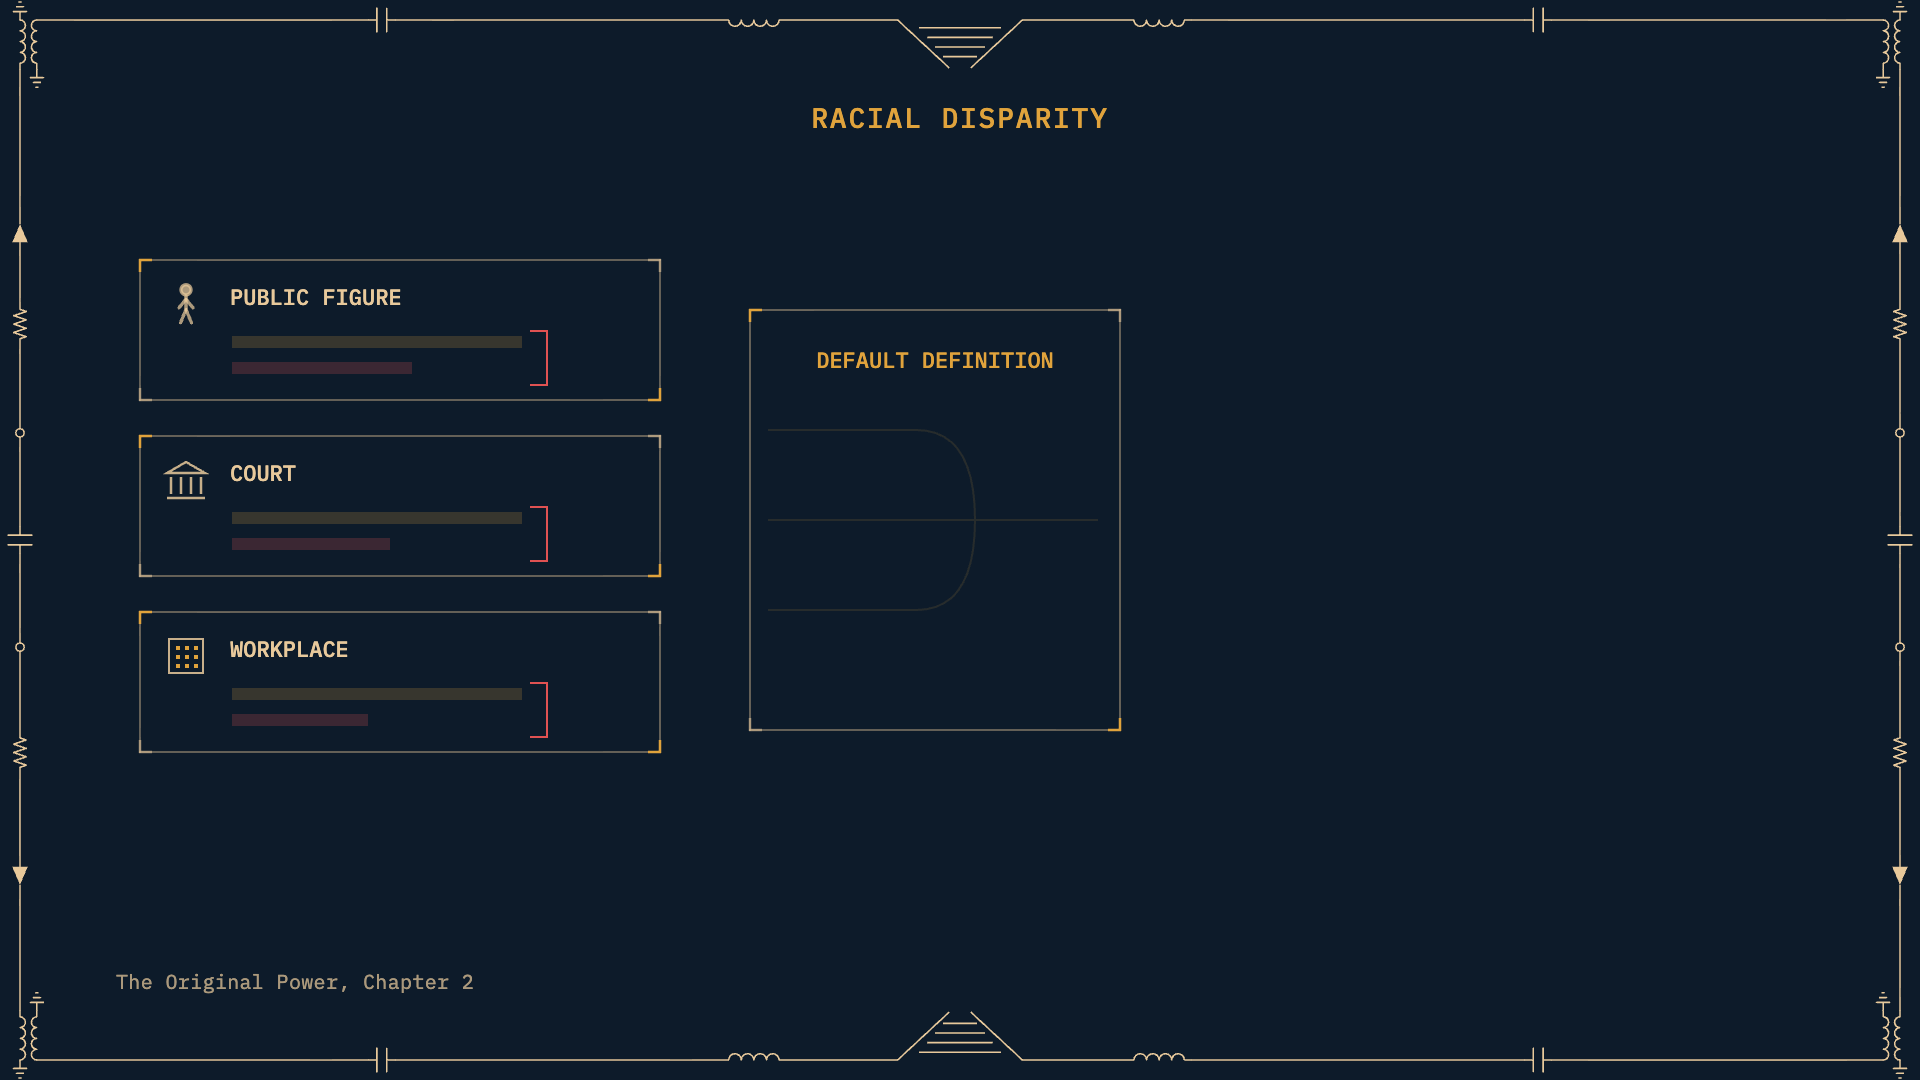 RACIAL DISPARITY
PUBLIC FIGURE
COURT
WORKPLACE
DEFAULT DEFINITION
The Original Power, Chapter 2